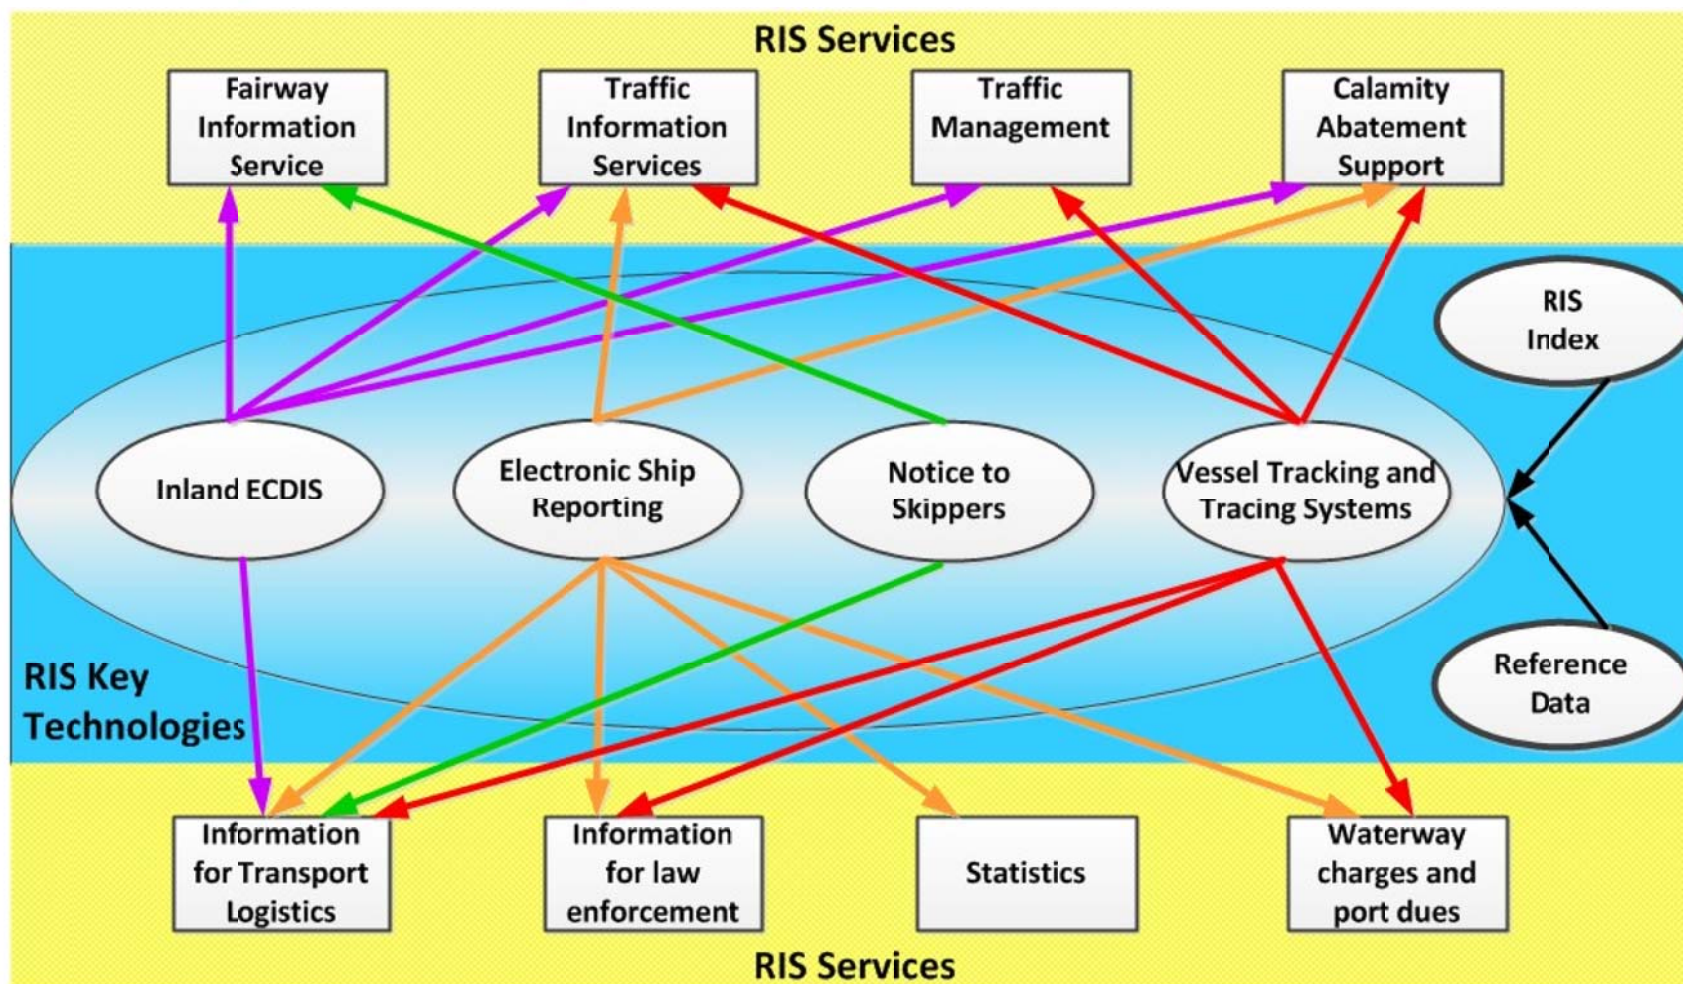 RIS Services
Fairway
Information
Service
Traffic
Information
Services
Traffic
Management
Calamity
Abatement
Support
RIS
Index
Inland ECDIS
Electronic Ship
Reporting
Notice to
Skippers
Vessel Tracking and
Tracing Systems
Reference
Data
RIS Key
Technologies
Information
for Transport
Logistics
Information
for law
enforcement
Statistics
Waterway
charges and
port dues
RIS Services